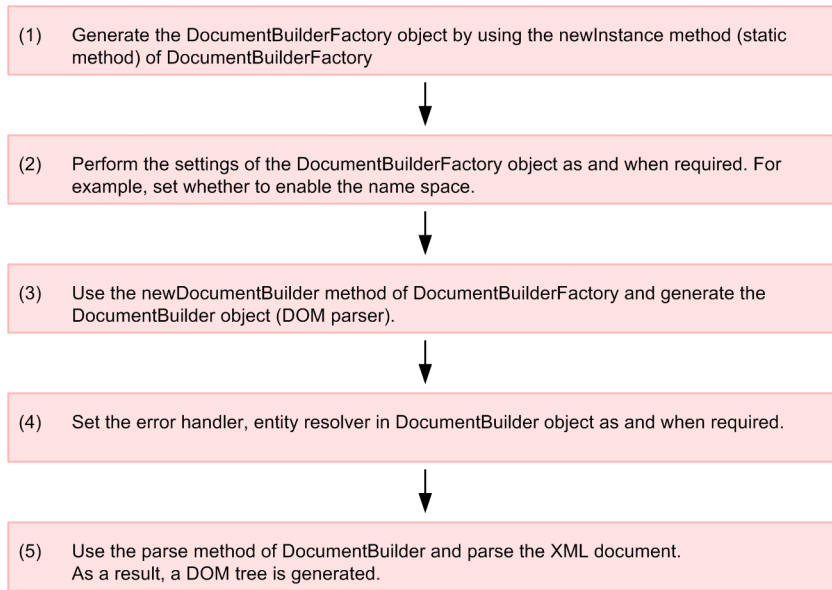 (1) Generate the DocumentBuilderFactory object by using the newInstance method (static
method) of DocumentBuilderFactory
(2) Perform the settings of the DocumentBuilerFactory object as and when required. For
example, set whether to enable the name space.
(3) Use the newDocumentBuilder method of DocumentBuilderFactory and generate the
DocumentBuilder object (DOM parser).
(4) Set the error handler, entity resolver in DocumentBuilder object as and when required.
(5) Use the parse method of DocumentBuilder and parse the XML document.
As a result, a DOM tree is generated.